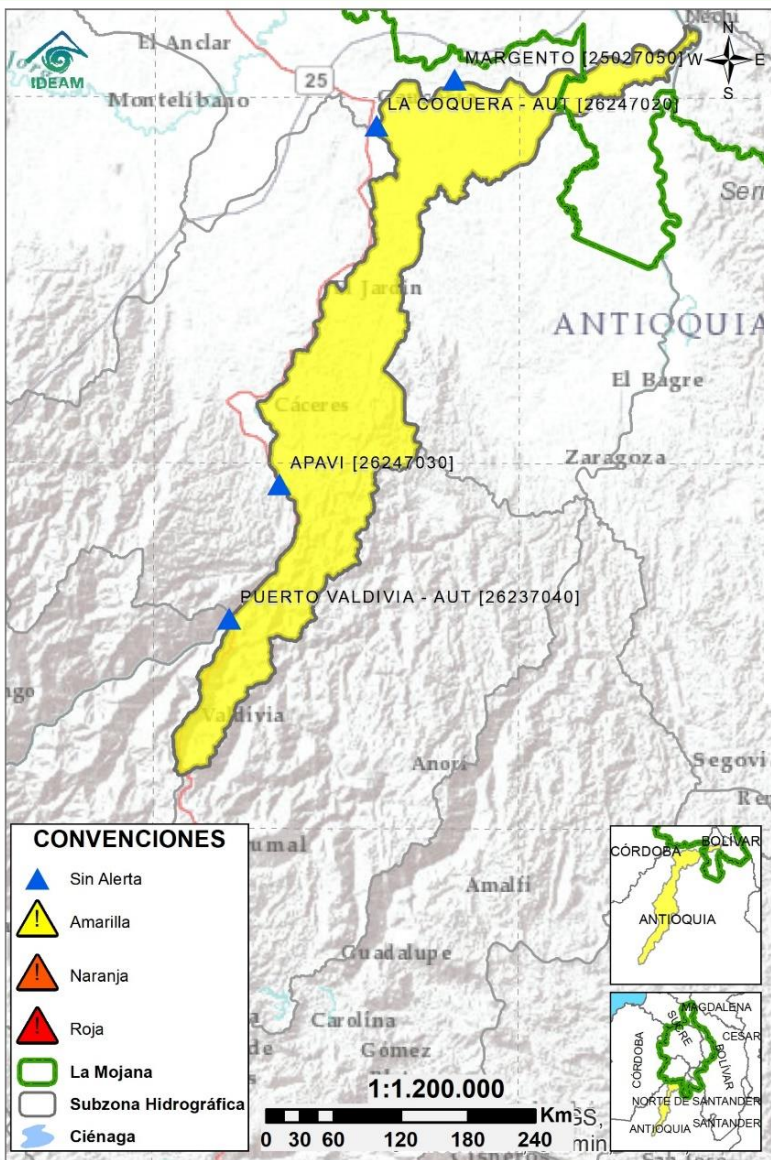 Nechí
El Anclar
N
MARGENTO [25027050]
W
E
IDEAM
25
S
Montelíbano
LA COQUERA - AUT [26247020]
El Jardín
ANTIOQUIA
El Bagre
Cáceres
APAVI [26247030]
Zaragoza
PUERTO VALDIVIA - AUT [26237040]
Valdivia
Anorí
CONVENCIONES
Sin Alerta
Amarilla
Naranja
Roja
La Mojana
Subzona Hidrográfica
Ciénaga
Amalfi
Guadalupe
Carolina
Gómez
1:1.200.000
Km
0 30 60 120 180 240
CÓRDOBA
BOLÍVAR
ANTIOQUIA
MAGDALENA
SUCRE
CESAR
CÓRDOBA
BOLÍVAR
NORTE DE SANTANDER
ANTIOQUIA
SANTANDER